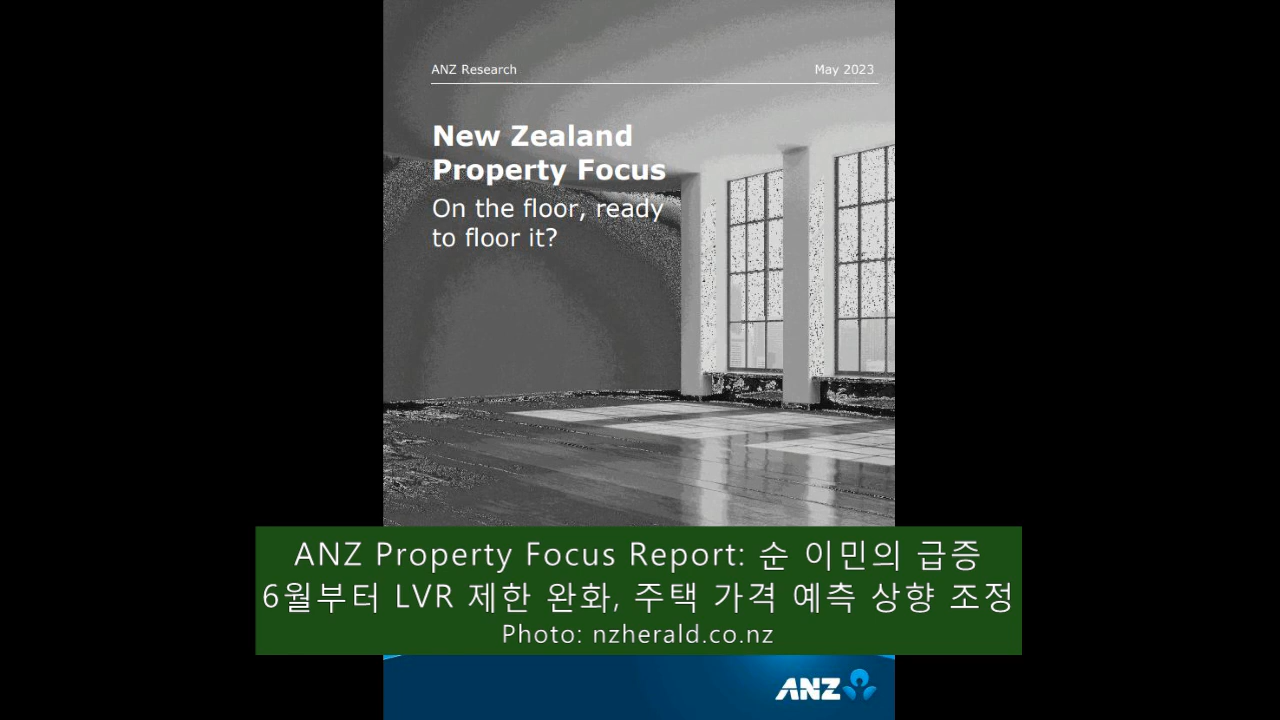 ANZ Research
May 2023
New Zealand
Property Focus
On the floor, ready
to floor it?
ANZ Property Focus Report: 순 이민의 급증
6월부터 LVR 제한 완화, 주택 가격 예측 상향 조정
Photo: nzherald.co.nz
ANZ